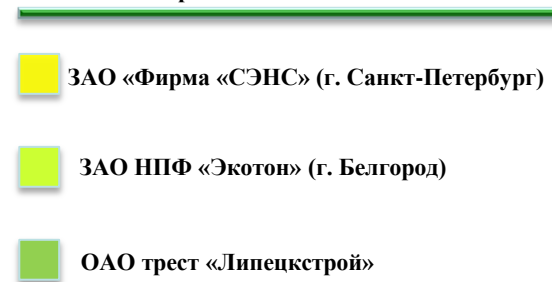 ЗАО «Фирма «СЭНС» (г. Санкт-Петербург)
ЗАО НПФ «Экотон» (г. Белгород)
ОАО трест «Липецкстрой»